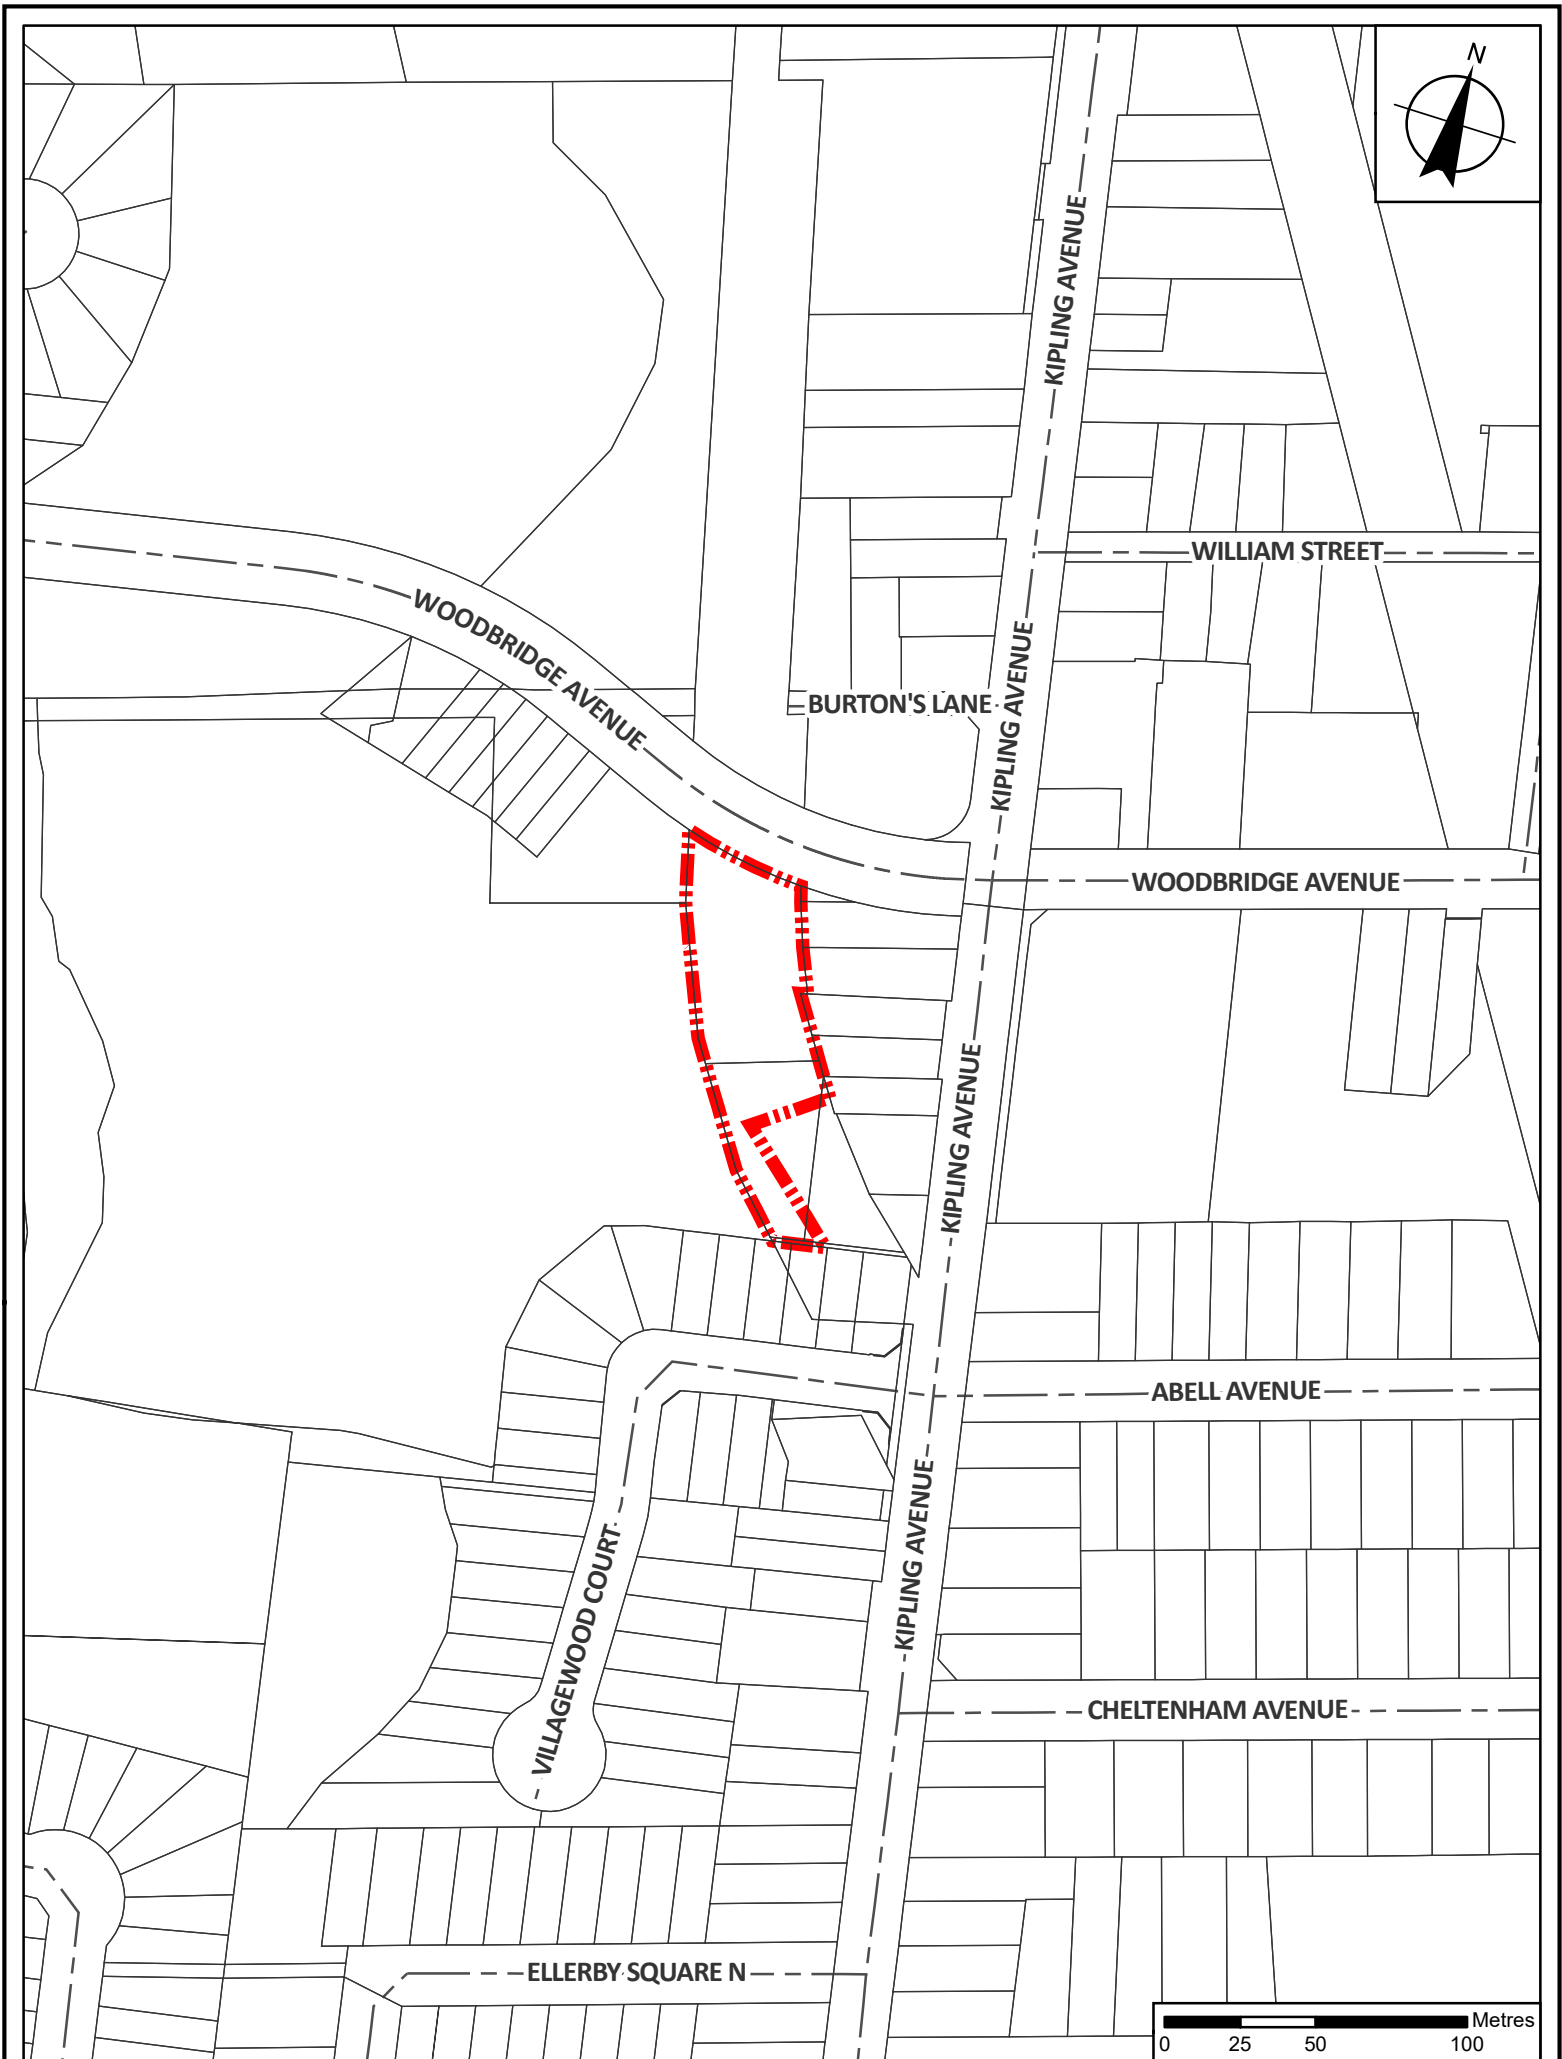 N
KIPLING AVENUE
WILLIAM STREET
WOODBRIDGE AVENUE
BURTON'S LANE
KIPLING AVENUE
WOODBRIDGE AVENUE
KIPLING AVENUE
ABELL AVENUE
KIPLING AVENUE
VILLAGEWOOD COURT
CHELTENHAM AVENUE
ELLERBY SQUARE N
Metres
0 25 50 100